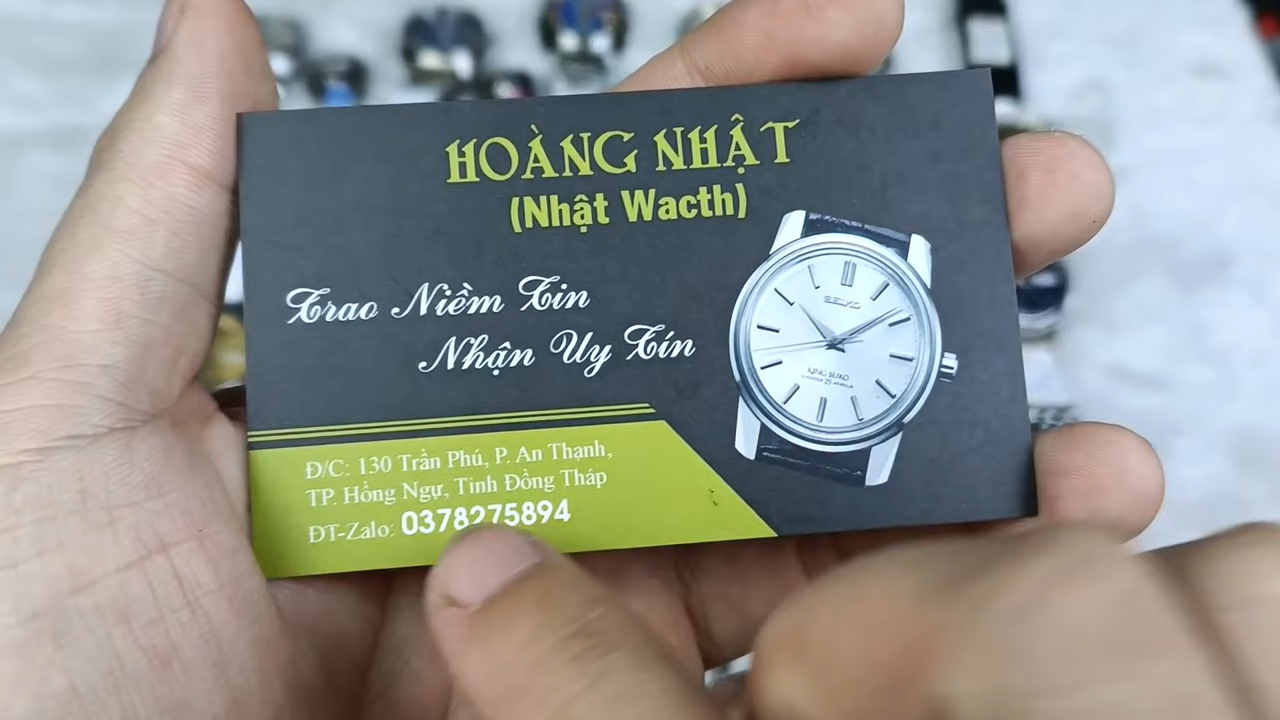 HOÀNG NHẬT
(Nhật Wacth)
Trao Niềm Tin
Nhận Uy Tín
SEIKO
KING SEIKO
Đ/C: 130 Trần Phú, P. An Thạnh,
TP. Hồng Ngự, Tỉnh Đồng Tháp
ĐT-Zalo: 0378275894